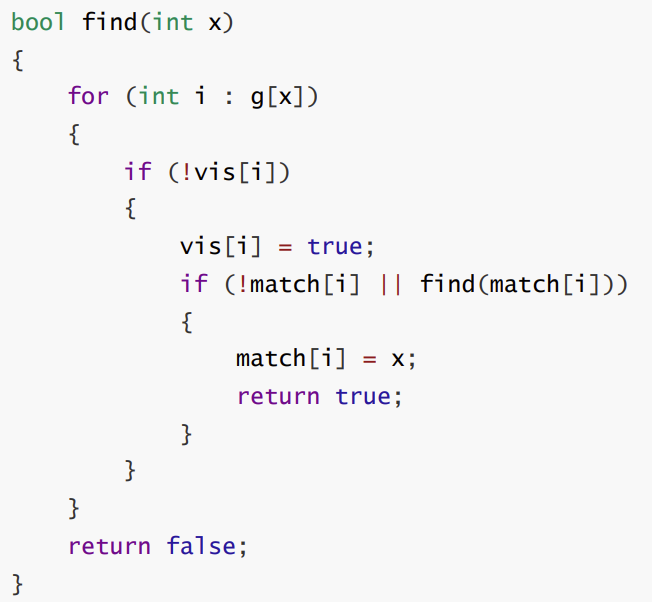 bool find(int x)
{
    for (int i : g[x])
    {
        if (!vis[i])
        {
            vis[i] = true;
            if (!match[i] || find(match[i]))
            {
                match[i] = x;
                return true;
            }
        }
    }
    return false;
}